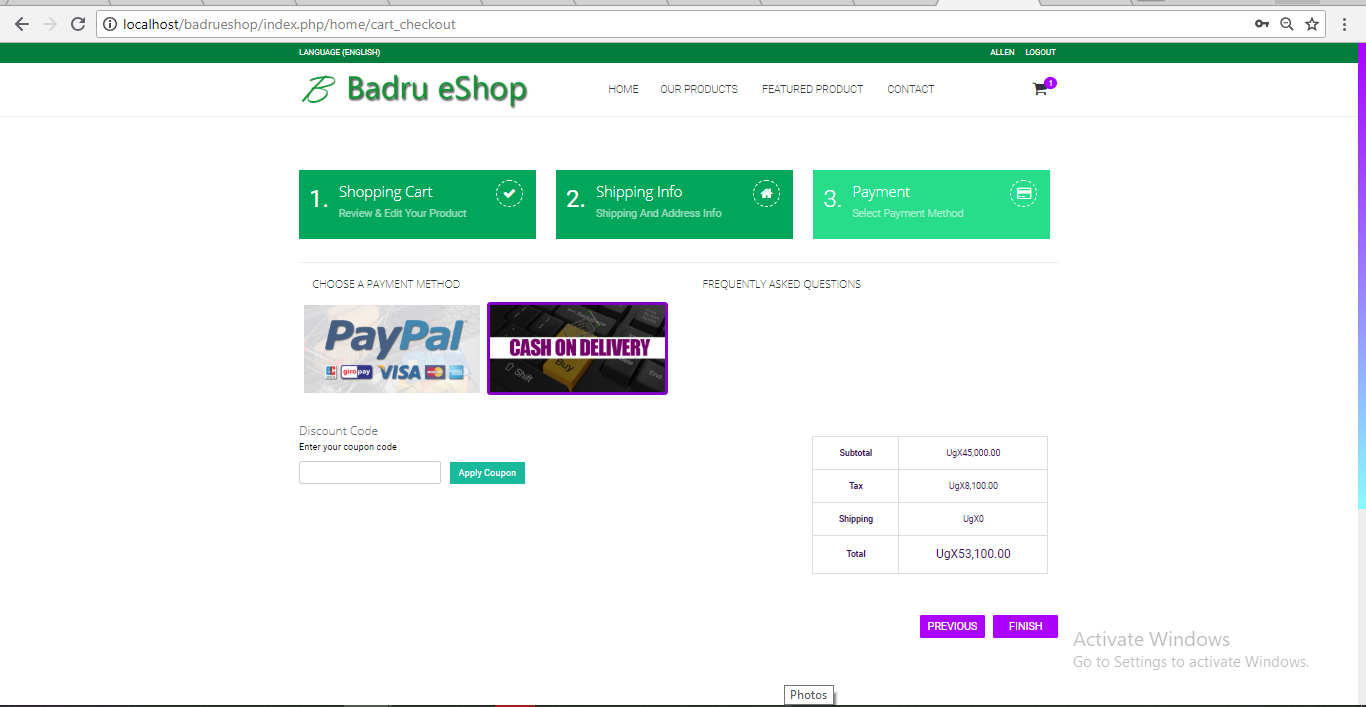 localhost/badrueshop/index.php/home/cart_checkout
LANGUAGE (ENGLISH)
ALLEN LOGOUT
B Badru eShop
HOME OUR PRODUCTS FEATURED PRODUCT CONTACT
1
1. Shopping Cart
Review & Edit Your Product
2. Shipping Info
Shipping And Address Info
3. Payment
Select Payment Method
CHOOSE A PAYMENT METHOD
FREQUENTLY ASKED QUESTIONS
PayPal
giropay VISA
CASH ON DELIVERY
Buy
Shift
End
Discount Code
Enter your coupon code
Apply Coupon
Subtotal UgX45,000.00
Tax UgX8,100.00
Shipping UgX0
Total UgX53,100.00
PREVIOUS FINISH
Activate Windows
Go to Settings to activate Windows.
Photos